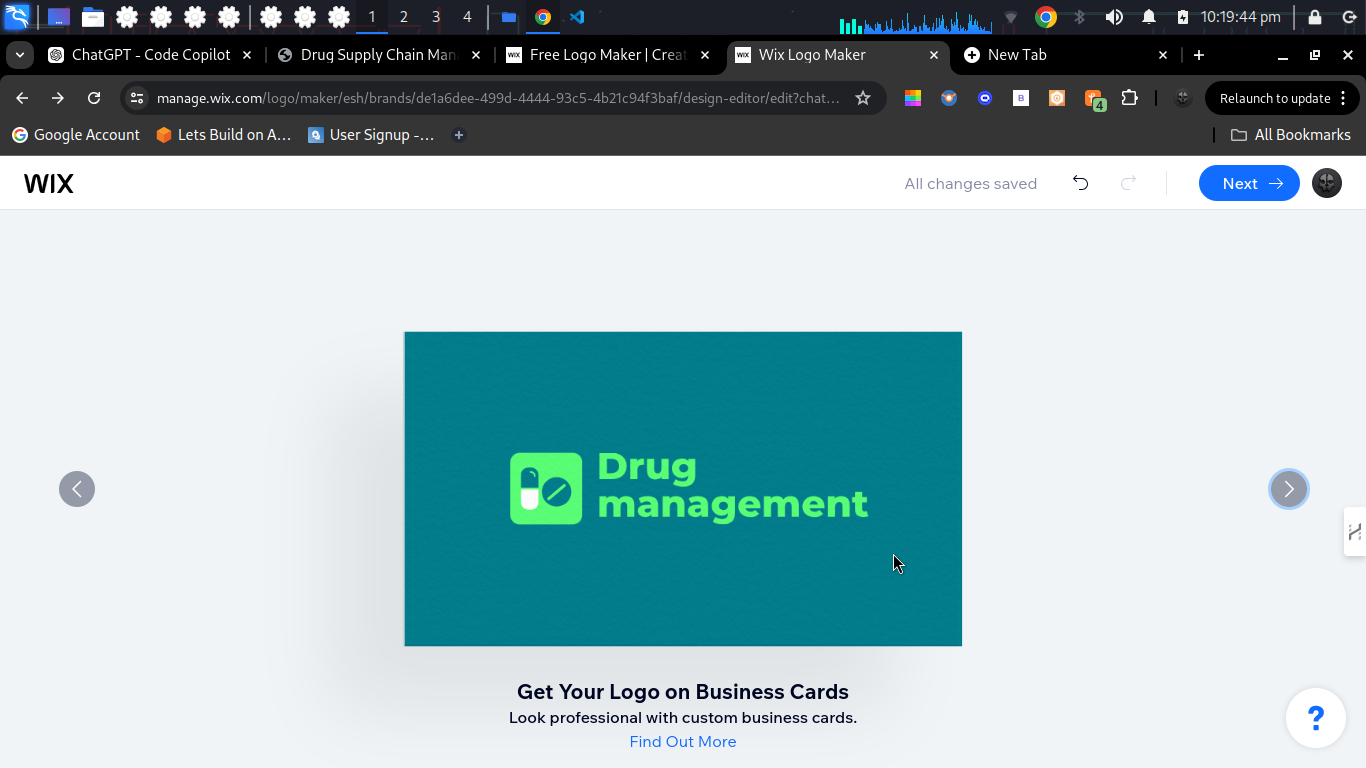 1 2 3 4 10:19:44 pm
ChatGPT - Code Copilot Drug Supply Chain Man WIX Free Logo Maker | Creat WIX Wix Logo Maker New Tab
manage.wix.com/logo/maker/esh/brands/de1a6dee-499d-4444-93c5-4b21c94f3baf/design-editor/edit?chat... B 4 Relaunch to update
Google Account Lets Build on A... User Signup -... All Bookmarks
WIX All changes saved Next
Drug
management
Get Your Logo on Business Cards
Look professional with custom business cards.
Find Out More
?